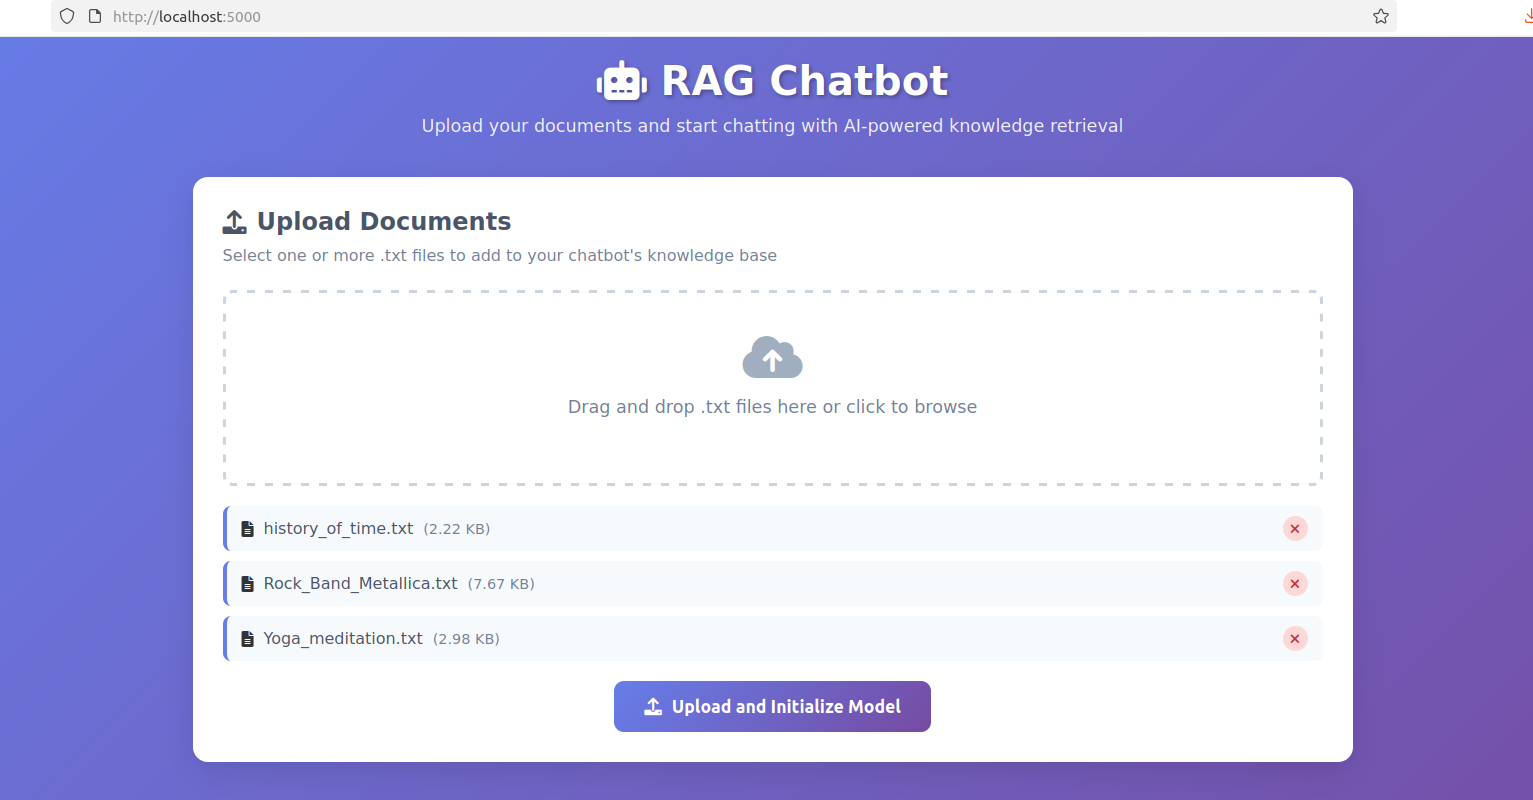 http://localhost:5000
RAG Chatbot
Upload your documents and start chatting with AI-powered knowledge retrieval
Upload Documents
Select one or more .txt files to add to your chatbot's knowledge base
Drag and drop .txt files here or click to browse
history_of_time.txt (2.22 KB)
Rock_Band_Metallica.txt (7.67 KB)
Yoga_meditation.txt (2.98 KB)
Upload and Initialize Model